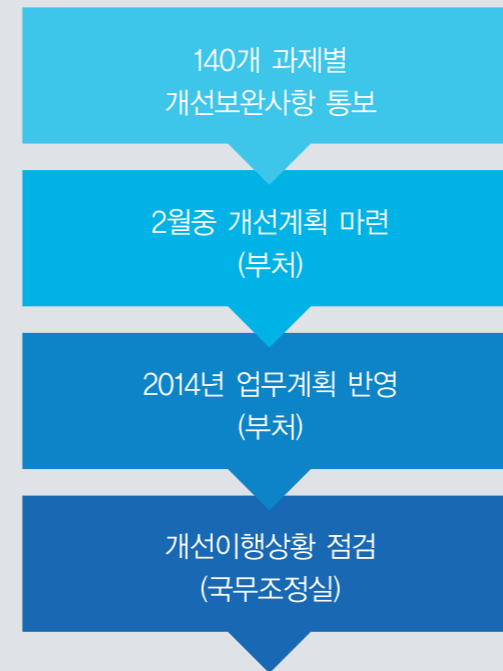 140개 과제별
개선보완사항 통보
2월중 개선계획 마련
(부처)
2014년 업무계획 반영
(부처)
개선이행상황 점검
(국무조정실)